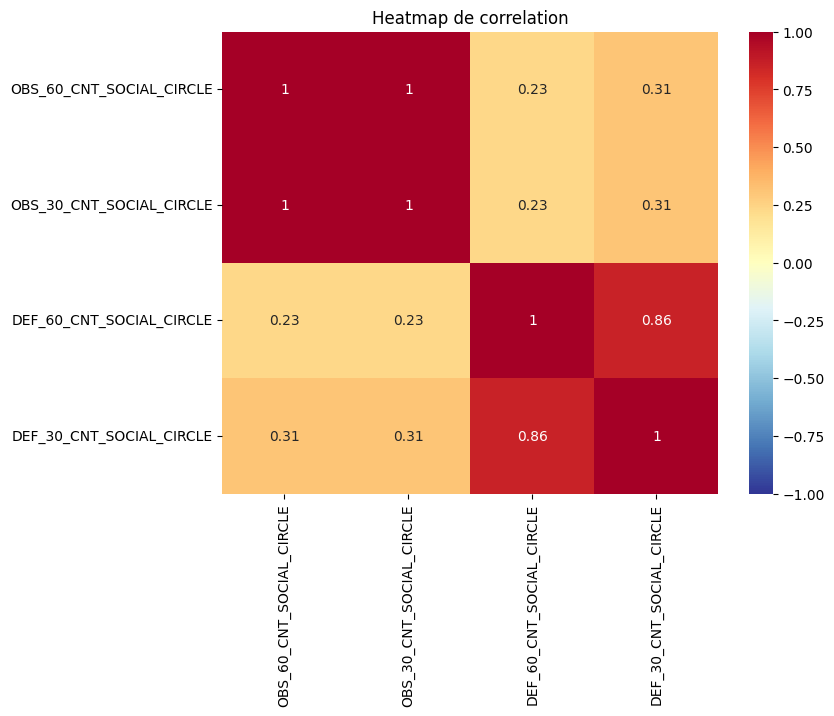 Heatmap de correlation
OBS_60_CNT_SOCIAL_CIRCLE
1
1
0.23
0.31
OBS_30_CNT_SOCIAL_CIRCLE
1
1
0.23
0.31
DEF_60_CNT_SOCIAL_CIRCLE
0.23
0.23
1
0.86
DEF_30_CNT_SOCIAL_CIRCLE
0.31
0.31
0.86
1
OBS_60_CNT_SOCIAL_CIRCLE
OBS_30_CNT_SOCIAL_CIRCLE
DEF_60_CNT_SOCIAL_CIRCLE
DEF_30_CNT_SOCIAL_CIRCLE
1.00
0.75
0.50
0.25
0.00
−0.25
−0.50
−0.75
−1.00